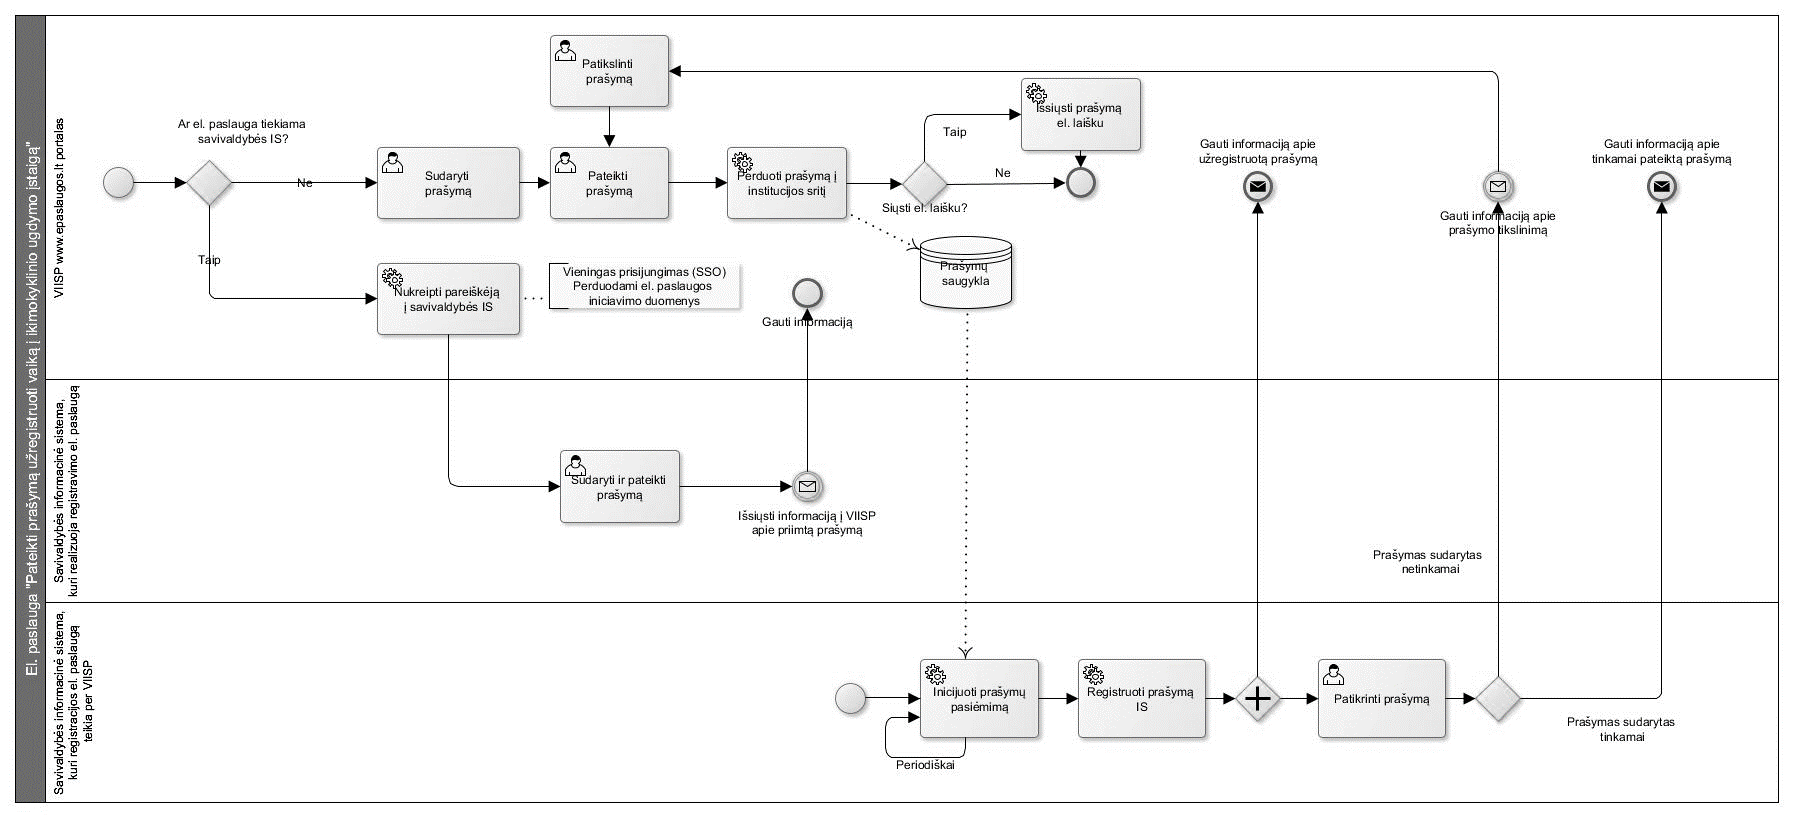 El. paslauga "Pateikti prašymą užregistruoti vaiką į ikimokyklinio ugdymo įstaigą"
VIISP www.epaslaugos.lt portalas
Ar el. paslauga tiekiama
savivaldybės IS?
Ne
Taip
Sudaryti
prašymą
Patikslinti
prašymą
Pateikti
prašymą
Perduoti prašymą į
institucijos sritį
Siųsti el. laišku?
Taip
Ne
Išsiųsti prašymą
el. laišku
Gauti informaciją apie
užregistruotą prašymą
Gauti informaciją apie
prašymo tikslinimą
Gauti informaciją apie
tinkamai pateiktą prašymą
Nukreipti pareiškėją
į savivaldybės IS
Vieningas prisijungimas (SSO)
Perduodami el. paslaugos
iniciavimo duomenys
Gauti informaciją
Prašymų
saugykla
Savivaldybės informacinė sistema,
kuri realizuoja registravimo el. paslaugą
Sudaryti ir pateikti
prašymą
Išsiųsti informaciją į VIISP
apie priimtą prašymą
Prašymas sudarytas
netinkamai
Savivaldybės informacinė sistema,
kuri registracijos el. paslaugą
teikia per VIISP
Inicijuoti prašymų
pasiėmimą
Periodiškai
Registruoti prašymą
IS
Patikrinti prašymą
Prašymas sudarytas
tinkamai